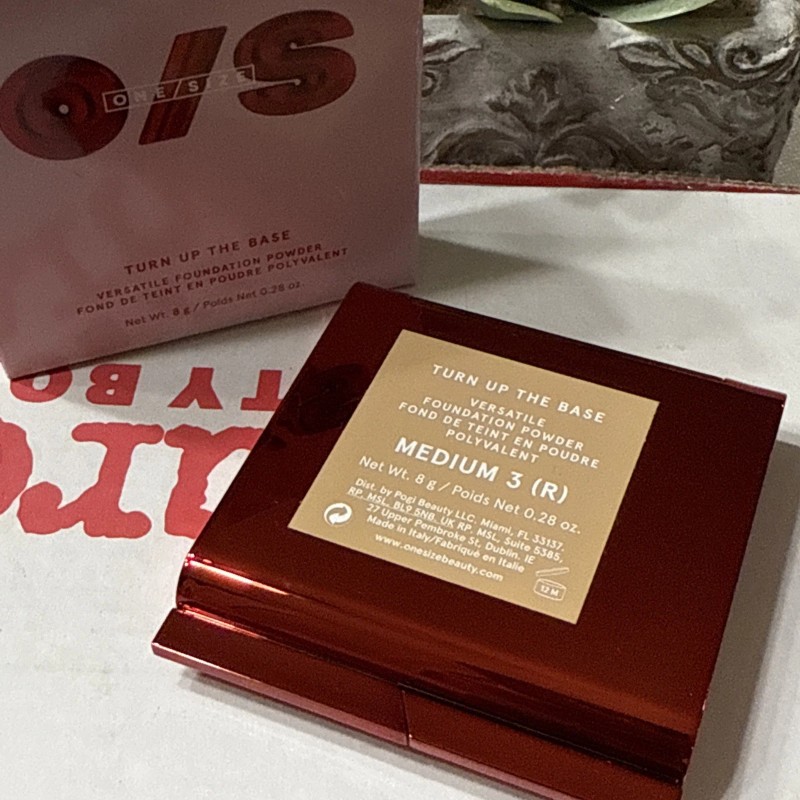 O/S
ONE/SIZE
TURN UP THE BASE
VERSATILE FOUNDATION POWDER
FOND DE TEINT EN POUDRE POLYVALENT
Net Wt. 8 g / Poids Net 0.28 oz.
TURN UP THE BASE
VERSATILE
FOUNDATION POWDER
FOND DE TEINT EN POUDRE
POLYVALENT
MEDIUM 3 (R)
Net Wt. 8 g / Poids Net 0.28 oz.
Dist. by Pogi Beauty LLC. Miami, FL 33137.
RP. MSL, BL9 5NB. UK RP. MSL, Suite 5385,
27 Upper Pembroke St, Dublin. IE
Made in Italy/Fabriqué en Italie
www.onesizebeauty.com
12 M